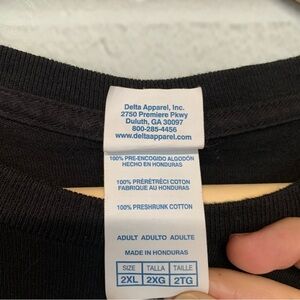 Delta Apparel, Inc.
2750 Premiere Pkwy
Duluth, GA 30097
800-285-4456
www.deltaapparel.com
100% PRE-ENCOGIDO ALGODÓN
HECHO EN HONDURAS
100% PRÉRÉTRÉCI COTON
FABRIQUÉ AU HONDURAS
100% PRESHRUNK COTTON
ADULT ADULTO ADULTE
MADE IN HONDURAS
SIZE TALLA TAILLE
2XL 2XG 2TG